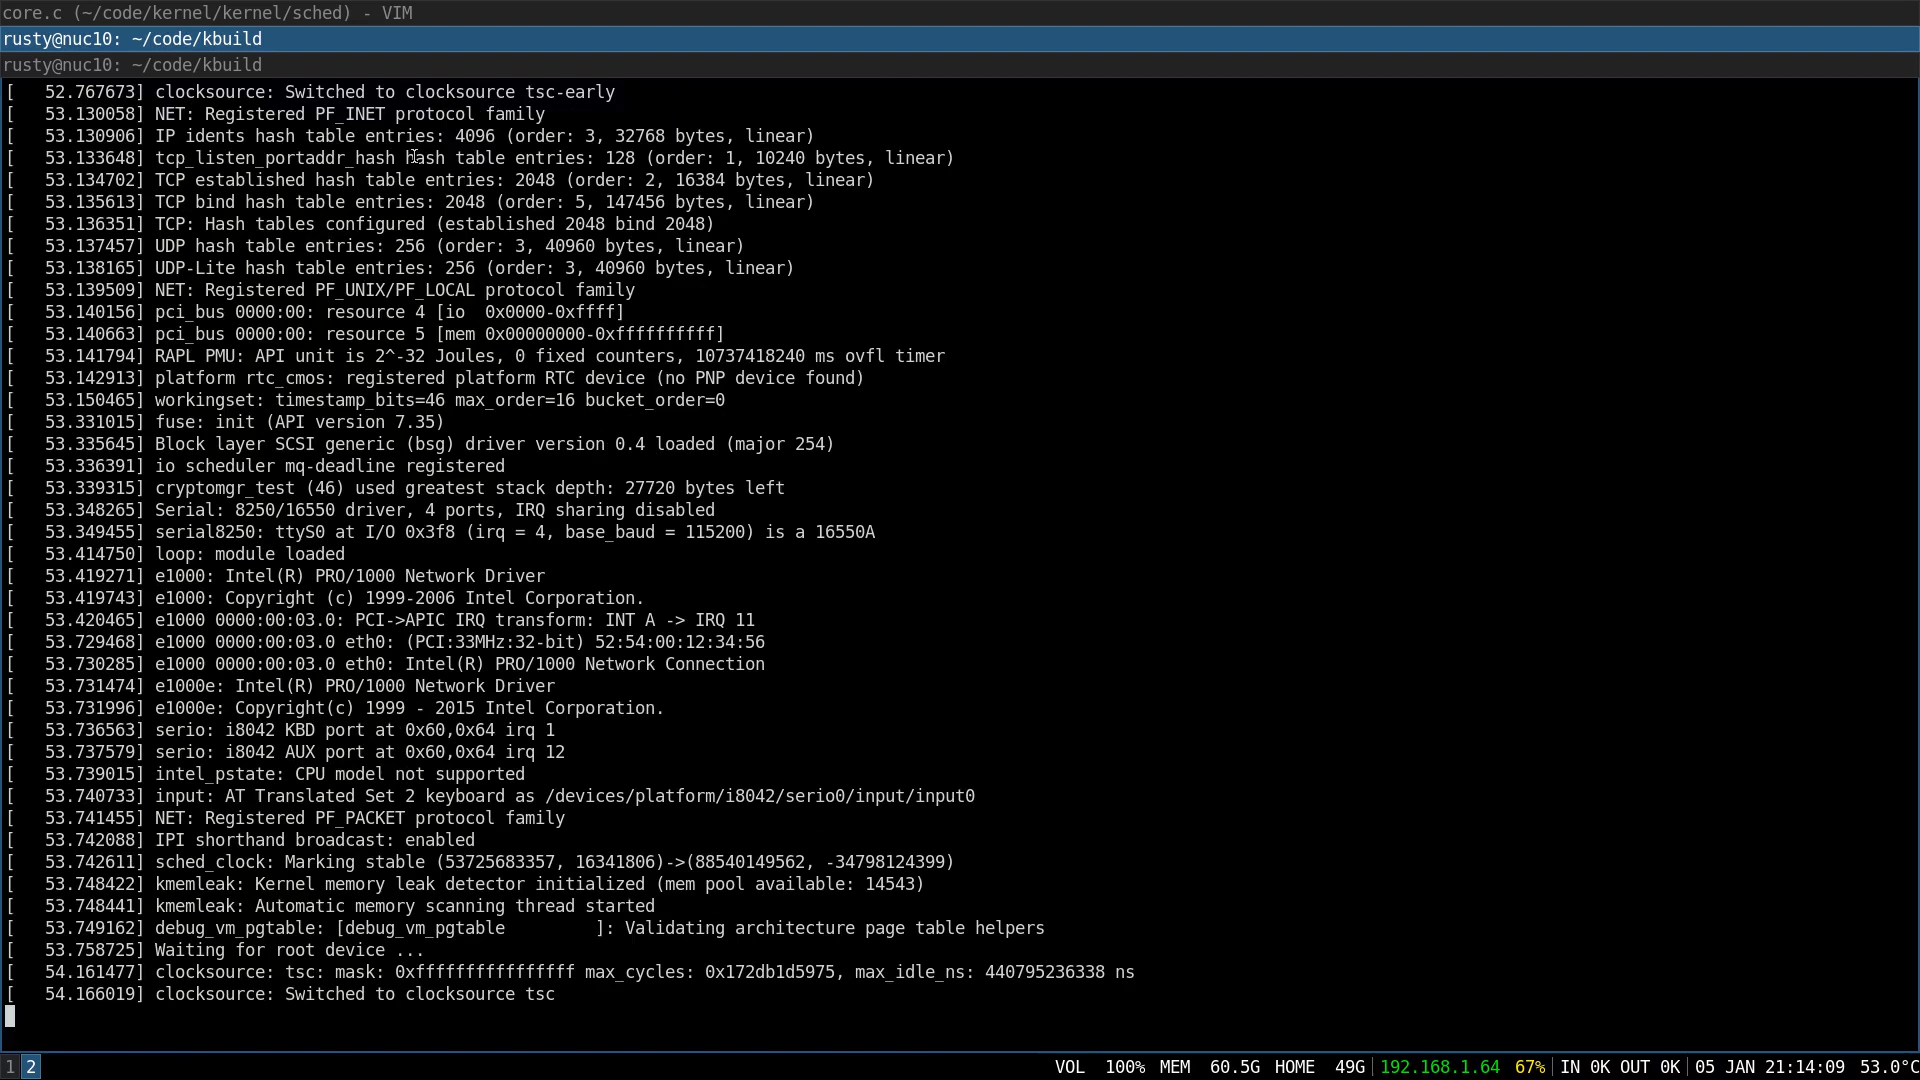 core.c (~/code/kernel/kernel/sched) - VIM
rusty@nuc10: ~/code/kbuild
rusty@nuc10: ~/code/kbuild
[   52.767673] clocksource: Switched to clocksource tsc-early
[   53.130058] NET: Registered PF_INET protocol family
[   53.130906] IP idents hash table entries: 4096 (order: 3, 32768 bytes, linear)
[   53.133648] tcp_listen_portaddr_hash hash table entries: 128 (order: 1, 10240 bytes, linear)
[   53.134702] TCP established hash table entries: 2048 (order: 2, 16384 bytes, linear)
[   53.135613] TCP bind hash table entries: 2048 (order: 5, 147456 bytes, linear)
[   53.136351] TCP: Hash tables configured (established 2048 bind 2048)
[   53.137457] UDP hash table entries: 256 (order: 3, 40960 bytes, linear)
[   53.138165] UDP-Lite hash table entries: 256 (order: 3, 40960 bytes, linear)
[   53.139509] NET: Registered PF_UNIX/PF_LOCAL protocol family
[   53.140156] pci_bus 0000:00: resource 4 [io  0x0000-0xffff]
[   53.140663] pci_bus 0000:00: resource 5 [mem 0x00000000-0xffffffffff]
[   53.141794] RAPL PMU: API unit is 2^-32 Joules, 0 fixed counters, 10737418240 ms ovfl timer
[   53.142913] platform rtc_cmos: registered platform RTC device (no PNP device found)
[   53.150465] workingset: timestamp_bits=46 max_order=16 bucket_order=0
[   53.331015] fuse: init (API version 7.35)
[   53.335645] Block layer SCSI generic (bsg) driver version 0.4 loaded (major 254)
[   53.336391] io scheduler mq-deadline registered
[   53.339315] cryptomgr_test (46) used greatest stack depth: 27720 bytes left
[   53.348265] Serial: 8250/16550 driver, 4 ports, IRQ sharing disabled
[   53.349455] serial8250: ttyS0 at I/O 0x3f8 (irq = 4, base_baud = 115200) is a 16550A
[   53.414750] loop: module loaded
[   53.419271] e1000: Intel(R) PRO/1000 Network Driver
[   53.419743] e1000: Copyright (c) 1999-2006 Intel Corporation.
[   53.420465] e1000 0000:00:03.0: PCI->APIC IRQ transform: INT A -> IRQ 11
[   53.729468] e1000 0000:00:03.0 eth0: (PCI:33MHz:32-bit) 52:54:00:12:34:56
[   53.730285] e1000 0000:00:03.0 eth0: Intel(R) PRO/1000 Network Connection
[   53.731474] e1000e: Intel(R) PRO/1000 Network Driver
[   53.731996] e1000e: Copyright(c) 1999 - 2015 Intel Corporation.
[   53.736563] serio: i8042 KBD port at 0x60,0x64 irq 1
[   53.737579] serio: i8042 AUX port at 0x60,0x64 irq 12
[   53.739015] intel_pstate: CPU model not supported
[   53.740733] input: AT Translated Set 2 keyboard as /devices/platform/i8042/serio0/input/input0
[   53.741455] NET: Registered PF_PACKET protocol family
[   53.742088] IPI shorthand broadcast: enabled
[   53.742611] sched_clock: Marking stable (53725683357, 16341806)->(88540149562, -34798124399)
[   53.748422] kmemleak: Kernel memory leak detector initialized (mem pool available: 14543)
[   53.748441] kmemleak: Automatic memory scanning thread started
[   53.749162] debug_vm_pgtable: [debug_vm_pgtable         ]: Validating architecture page table helpers
[   53.758725] Waiting for root device ...
[   54.161477] clocksource: tsc: mask: 0xffffffffffffffff max_cycles: 0x172db1d5975, max_idle_ns: 440795236338 ns
[   54.166019] clocksource: Switched to clocksource tsc
1 2 VOL 100% MEM 60.5G HOME 49G 192.168.1.64 67% IN 0K OUT 0K 05 JAN 21:14:09 53.0°C